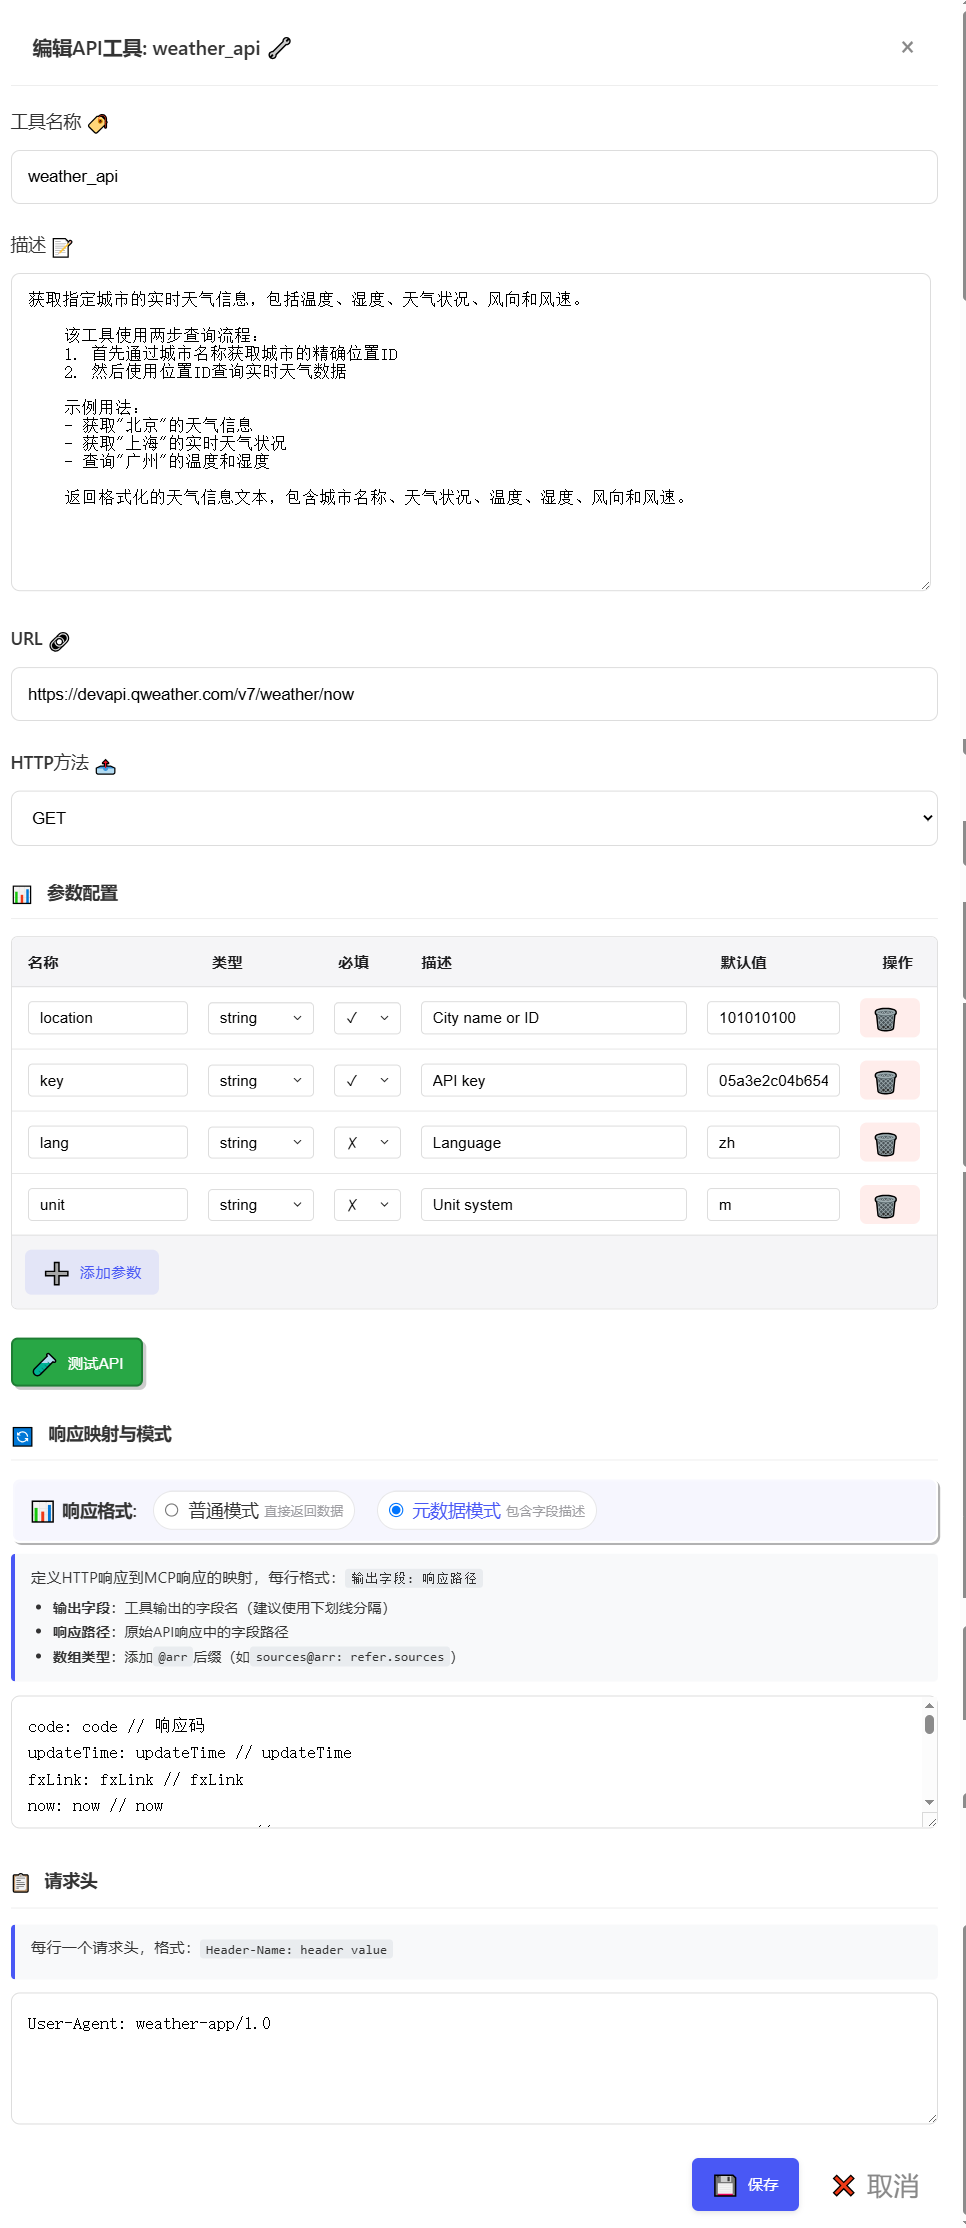 编辑API工具: weather_api
×
工具名称
weather_api
描述
获取指定城市的实时天气信息，包括温度、湿度、天气状况、风向和风速。
该工具使用两步查询流程：
1. 首先通过城市名称获取城市的精确位置ID
2. 然后使用位置ID查询实时天气数据
示例用法：
- 获取"北京"的天气信息
- 获取"上海"的实时天气状况
- 查询"广州"的温度和湿度
返回格式化的天气信息文本，包含城市名称、天气状况、温度、湿度、风向和风速。
URL
https://devapi.qweather.com/v7/weather/now
HTTP方法
GET
参数配置
名称 类型 必填 描述 默认值 操作
location string ✓ City name or ID 101010100
key string ✓ API key 05a3e2c04b654
lang string ✗ Language zh
unit string ✗ Unit system m
添加参数
测试API
响应映射与模式
响应格式: 普通模式 直接返回数据 元数据模式 包含字段描述
定义HTTP响应到MCP响应的映射，每行格式： 输出字段: 响应路径
• 输出字段：工具输出的字段名（建议使用下划线分隔）
• 响应路径：原始API响应中的字段路径
• 数组类型：添加 @arr 后缀（如 sources@arr: refer.sources ）
code: code // 响应码
updateTime: updateTime // updateTime
fxLink: fxLink // fxLink
now: now // now
请求头
每行一个请求头，格式： Header-Name: header value
User-Agent: weather-app/1.0
保存 取消